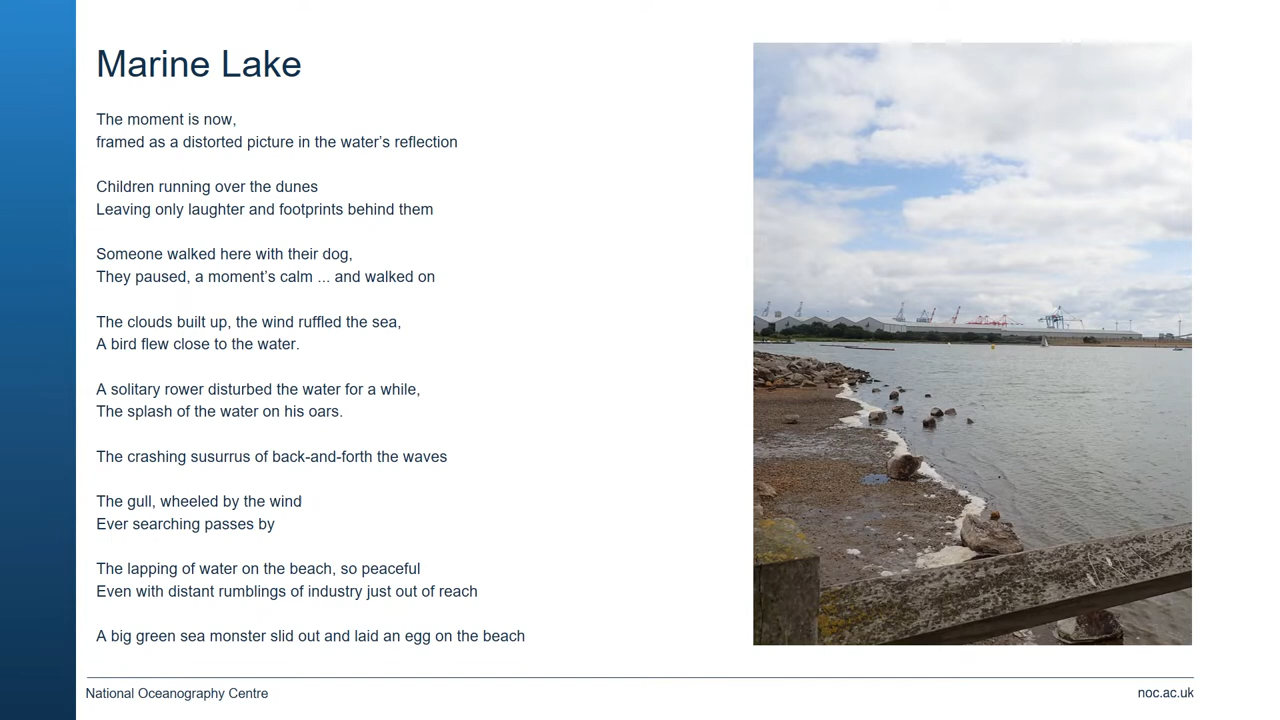 Marine Lake
The moment is now,
framed as a distorted picture in the water’s reflection
Children running over the dunes
Leaving only laughter and footprints behind them
Someone walked here with their dog,
They paused, a moment’s calm ... and walked on
The clouds built up, the wind ruffled the sea,
A bird flew close to the water.
A solitary rower disturbed the water for a while,
The splash of the water on his oars.
The crashing susurrus of back-and-forth the waves
The gull, wheeled by the wind
Ever searching passes by
The lapping of water on the beach, so peaceful
Even with distant rumblings of industry just out of reach
A big green sea monster slid out and laid an egg on the beach
National Oceanography Centre
noc.ac.uk